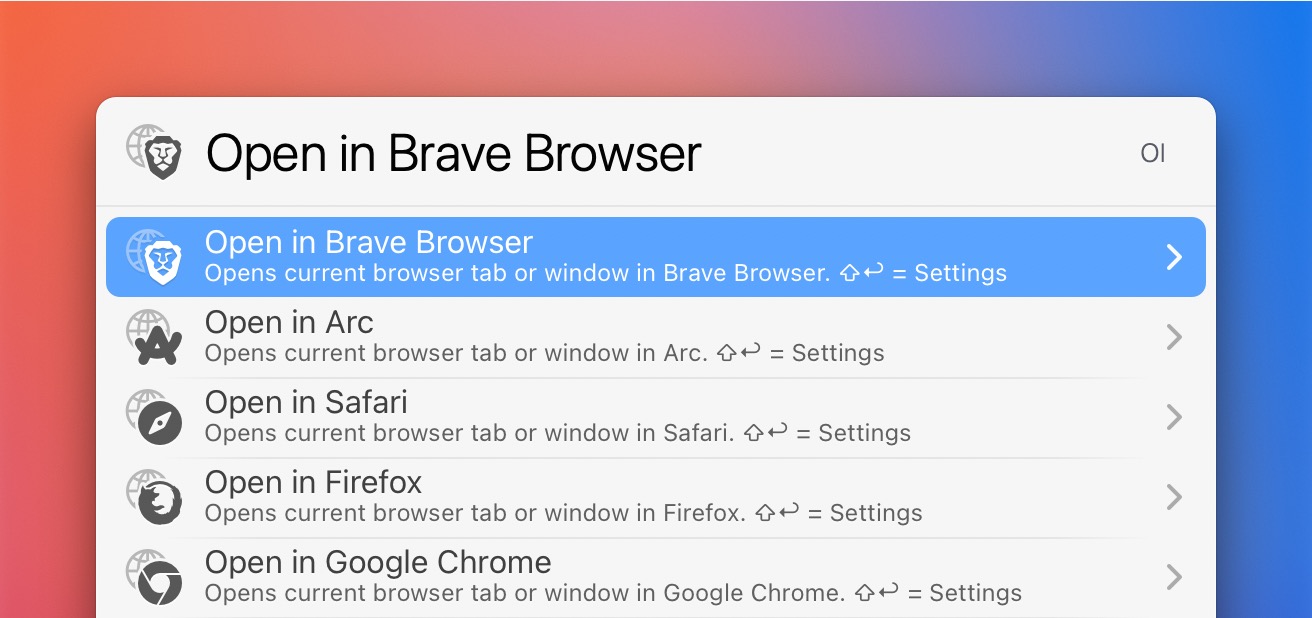 Open in Brave Browser
OI
Open in Brave Browser
Opens current browser tab or window in Brave Browser. ⇧↩ = Settings
Open in Arc
Opens current browser tab or window in Arc. ⇧↩ = Settings
Open in Safari
Opens current browser tab or window in Safari. ⇧↩ = Settings
Open in Firefox
Opens current browser tab or window in Firefox. ⇧↩ = Settings
Open in Google Chrome
Opens current browser tab or window in Google Chrome. ⇧↩ = Settings